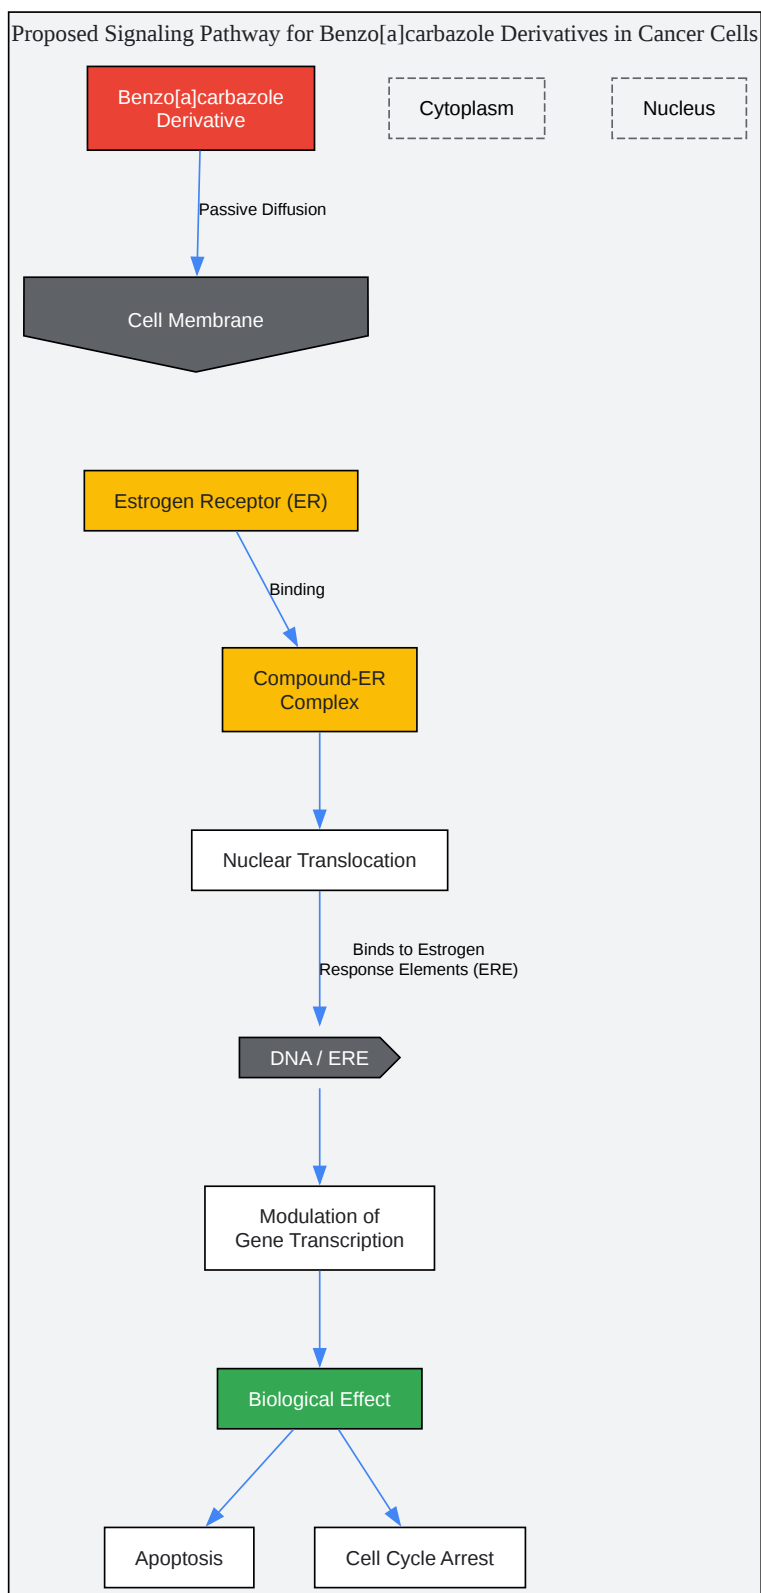 Proposed Signaling Pathway for Benzo[a]carbazole Derivatives in Cancer Cells
Benzo[a]carbazole
Derivative
Cytoplasm
Nucleus
Passive Diffusion
Cell Membrane
Estrogen Receptor (ER)
Binding
Compound-ER
Complex
Nuclear Translocation
Binds to Estrogen
Response Elements (ERE)
DNA / ERE
Modulation of
Gene Transcription
Biological Effect
Apoptosis
Cell Cycle Arrest